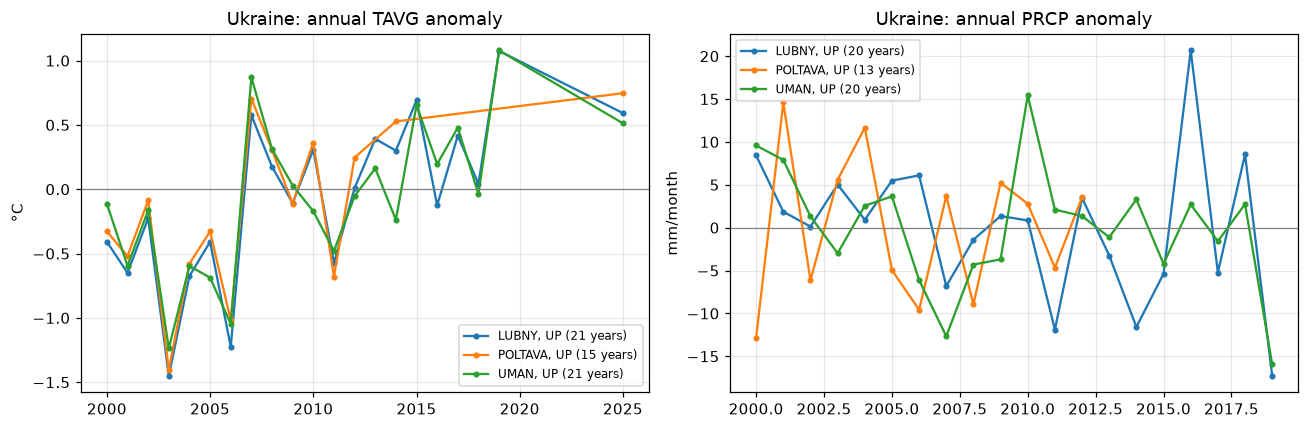 Ukraine: annual TAVG anomaly
°C
1.0
0.5
0.0
−0.5
−1.0
−1.5
2000
2005
2010
2015
2020
2025
LUBNY, UP (21 years)
POLTAVA, UP (15 years)
UMAN, UP (21 years)
Ukraine: annual PRCP anomaly
mm/month
20
15
10
5
0
−5
−10
−15
2000.0
2002.5
2005.0
2007.5
2010.0
2012.5
2015.0
2017.5
LUBNY, UP (20 years)
POLTAVA, UP (13 years)
UMAN, UP (20 years)